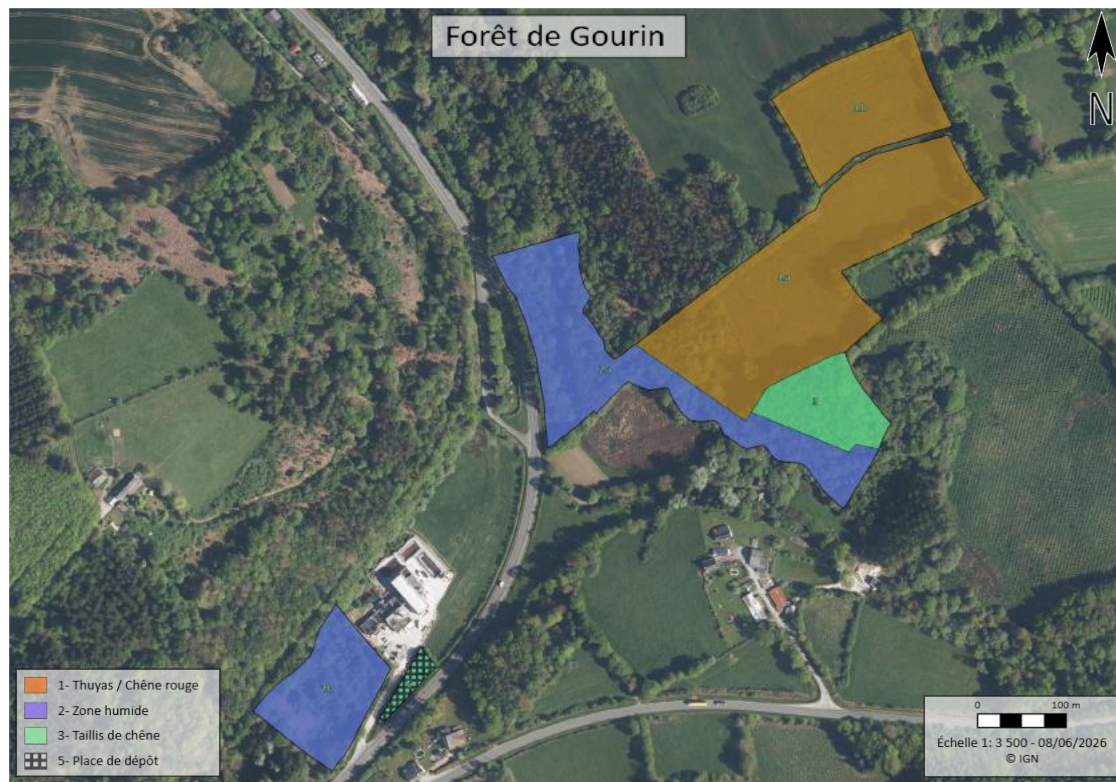 Forêt de Gourin
N
1- Thuyas / Chêne rouge
2- Zone humide
3- Taillis de chêne
5- Place de dépôt
0 100 m
Échelle 1: 3 500 - 08/06/2026
© IGN